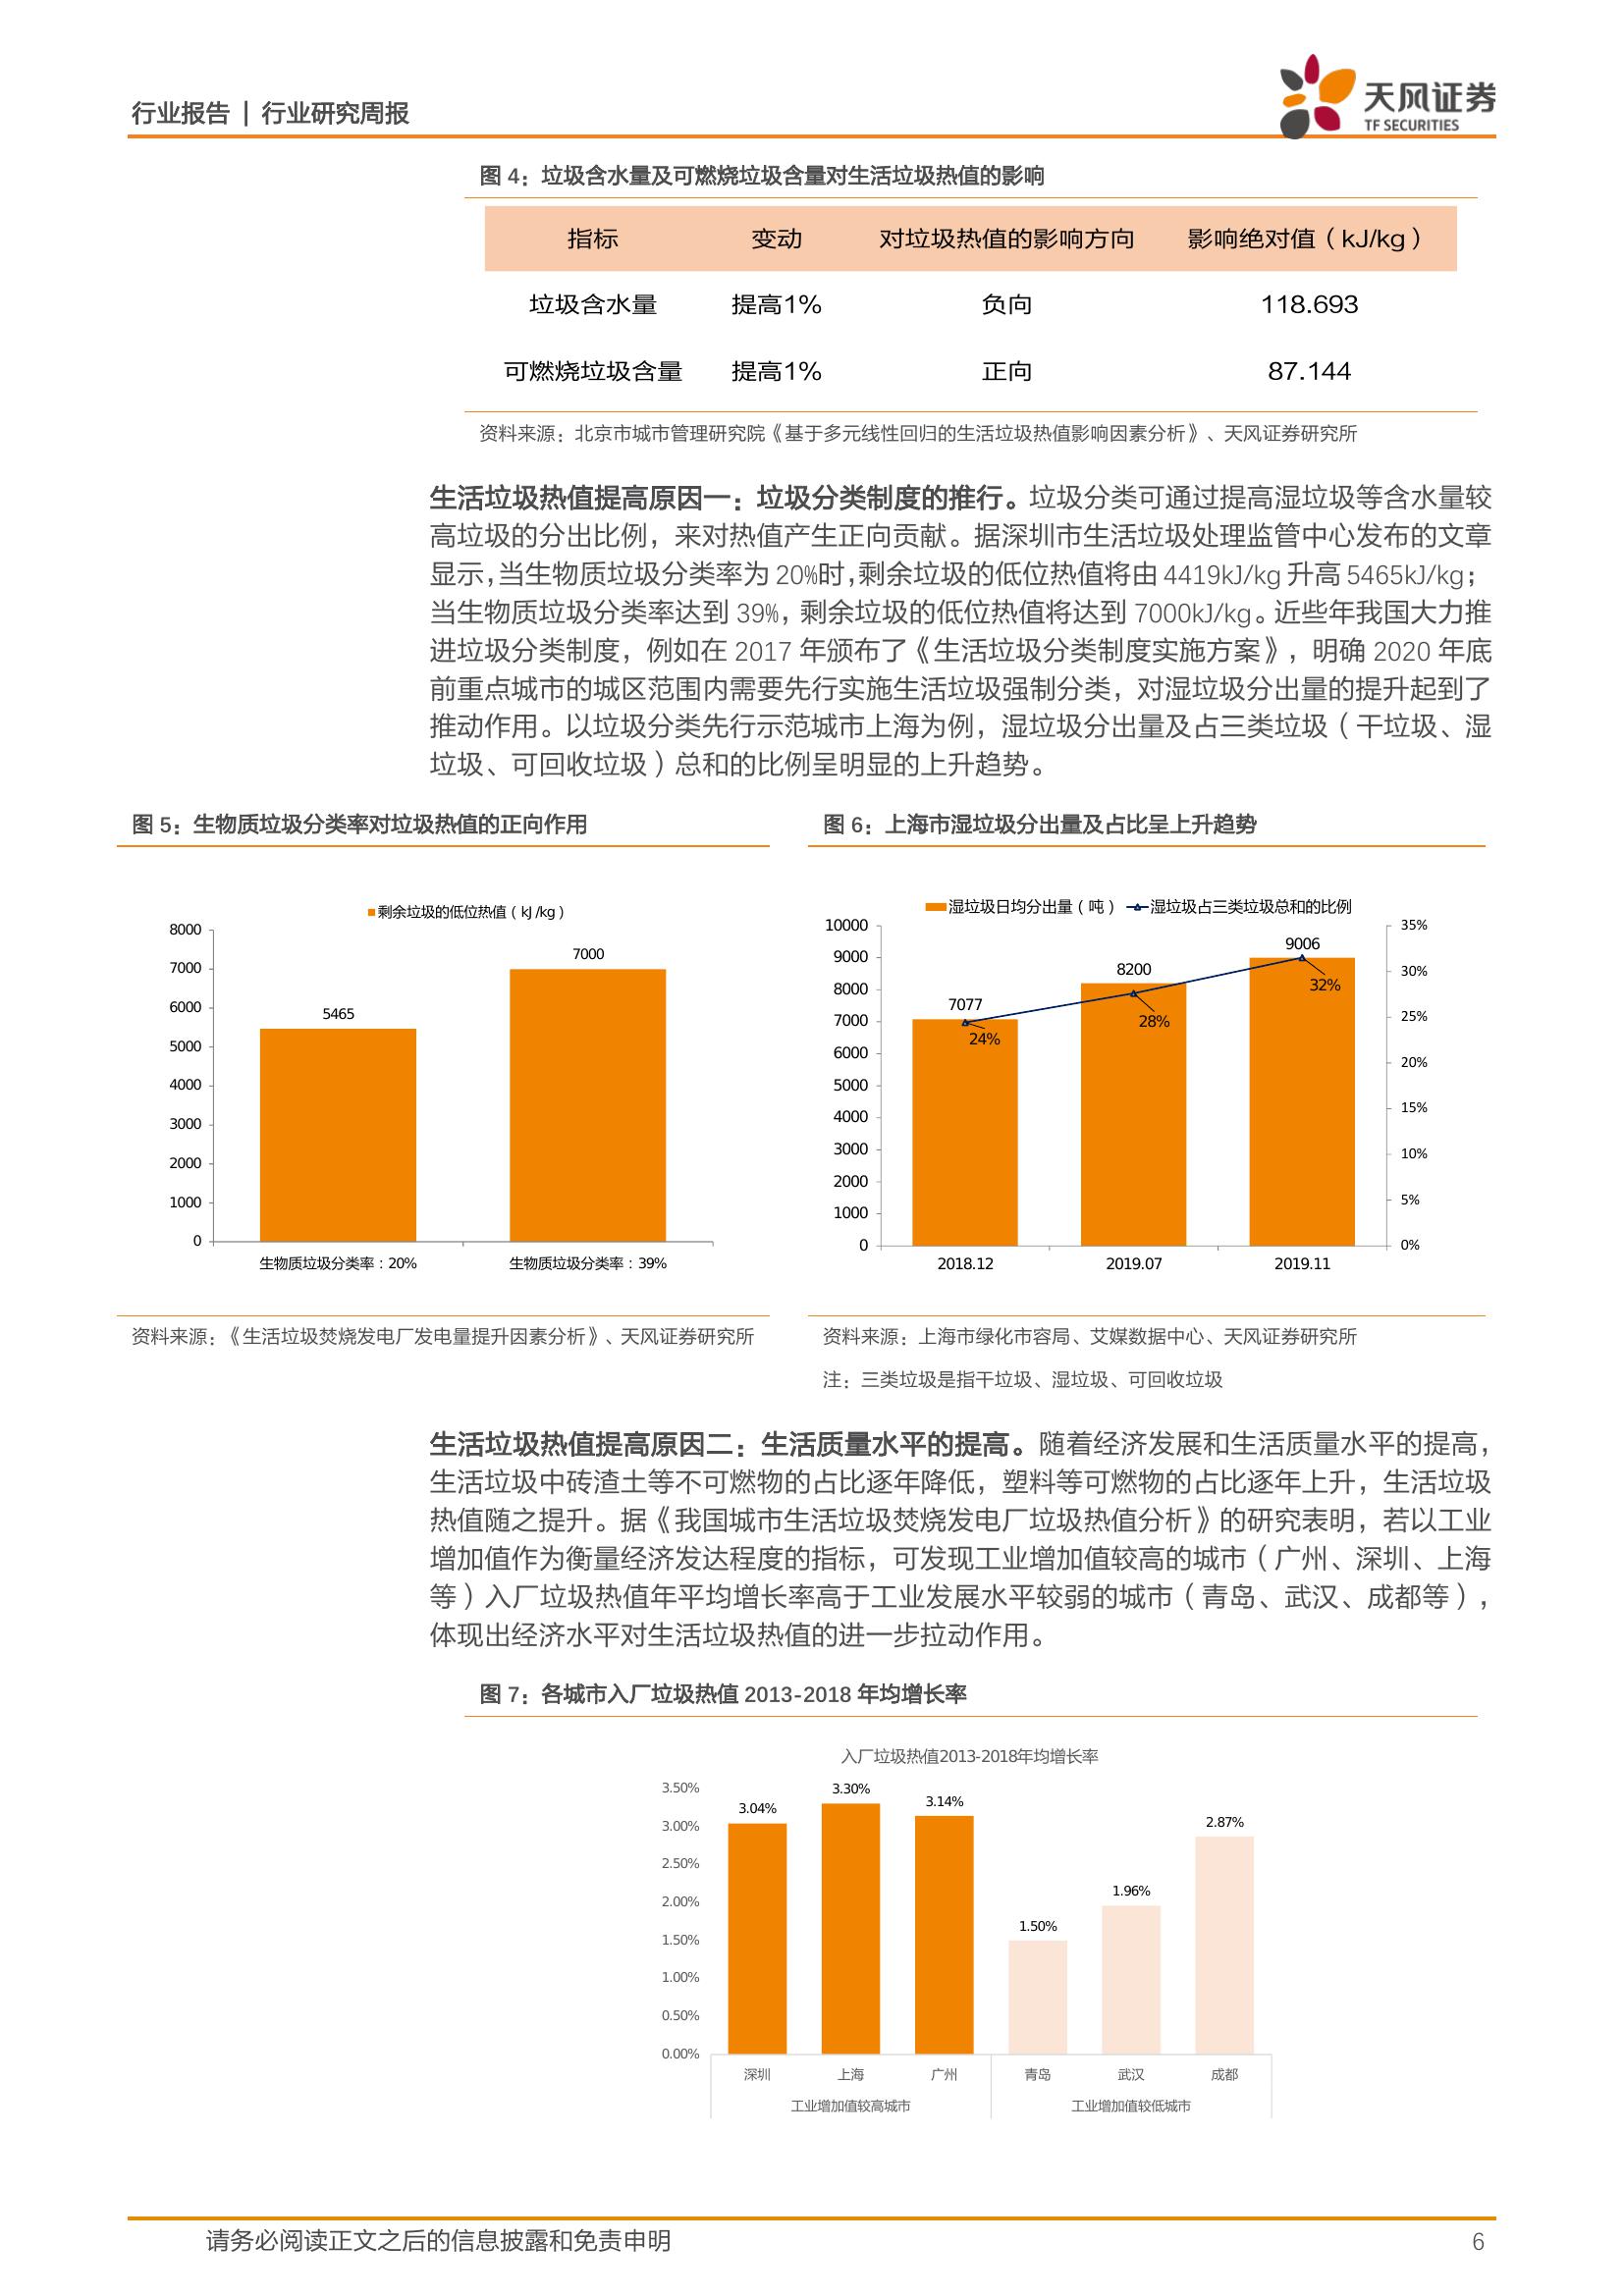 行业报告 | 行业研究周报
天风证券
TF SECURITIES
图 4：垃圾含水量及可燃烧垃圾含量对生活垃圾热值的影响
指标 变动 对垃圾热值的影响方向 影响绝对值（kJ/kg）
垃圾含水量 提高1% 负向 118.693
可燃烧垃圾含量 提高1% 正向 87.144
资料来源：北京市城市管理研究院《基于多元线性回归的生活垃圾热值影响因素分析》、天风证券研究所
生活垃圾热值提高原因一：垃圾分类制度的推行。垃圾分类可通过提高湿垃圾等含水量较
高垃圾的分出比例，来对热值产生正向贡献。据深圳市生活垃圾处理监管中心发布的文章
显示，当生物质垃圾分类率为 20%时，剩余垃圾的低位热值将由 4419kJ/kg 升高 5465kJ/kg；
当生物质垃圾分类率达到 39%，剩余垃圾的低位热值将达到 7000kJ/kg。近些年我国大力推
进垃圾分类制度，例如在 2017 年颁布了《生活垃圾分类制度实施方案》，明确 2020 年底
前重点城市的城区范围内需要先行实施生活垃圾强制分类，对湿垃圾分出量的提升起到了
推动作用。以垃圾分类先行示范城市上海为例，湿垃圾分出量及占三类垃圾（干垃圾、湿
垃圾、可回收垃圾）总和的比例呈明显的上升趋势。
图 5：生物质垃圾分类率对垃圾热值的正向作用
剩余垃圾的低位热值（kJ/kg）
8000
7000
6000
5000
4000
3000
2000
1000
0
5465
7000
生物质垃圾分类率：20%
生物质垃圾分类率：39%
资料来源：《生活垃圾焚烧发电厂发电量提升因素分析》、天风证券研究所
图 6：上海市湿垃圾分出量及占比呈上升趋势
湿垃圾日均分出量（吨） 湿垃圾占三类垃圾总和的比例
10000
9000
8000
7000
6000
5000
4000
3000
2000
1000
0
7077
8200
9006
24%
28%
32%
35%
30%
25%
20%
15%
10%
5%
0%
2018.12
2019.07
2019.11
资料来源：上海市绿化市容局、艾媒数据中心、天风证券研究所
注：三类垃圾是指干垃圾、湿垃圾、可回收垃圾
生活垃圾热值提高原因二：生活质量水平的提高。随着经济发展和生活质量水平的提高，
生活垃圾中砖渣土等不可燃物的占比逐年降低，塑料等可燃物的占比逐年上升，生活垃圾
热值随之提升。据《我国城市生活垃圾焚烧发电厂垃圾热值分析》的研究表明，若以工业
增加值作为衡量经济发达程度的指标，可发现工业增加值较高的城市（广州、深圳、上海
等）入厂垃圾热值年平均增长率高于工业发展水平较弱的城市（青岛、武汉、成都等），
体现出经济水平对生活垃圾热值的进一步拉动作用。
图 7：各城市入厂垃圾热值 2013-2018 年均增长率
入厂垃圾热值2013-2018年均增长率
3.50%
3.00%
2.50%
2.00%
1.50%
1.00%
0.50%
0.00%
3.04%
3.30%
3.14%
1.50%
1.96%
2.87%
深圳 上海 广州 青岛 武汉 成都
工业增加值较高城市 工业增加值较低城市
请务必阅读正文之后的信息披露和免责申明 6